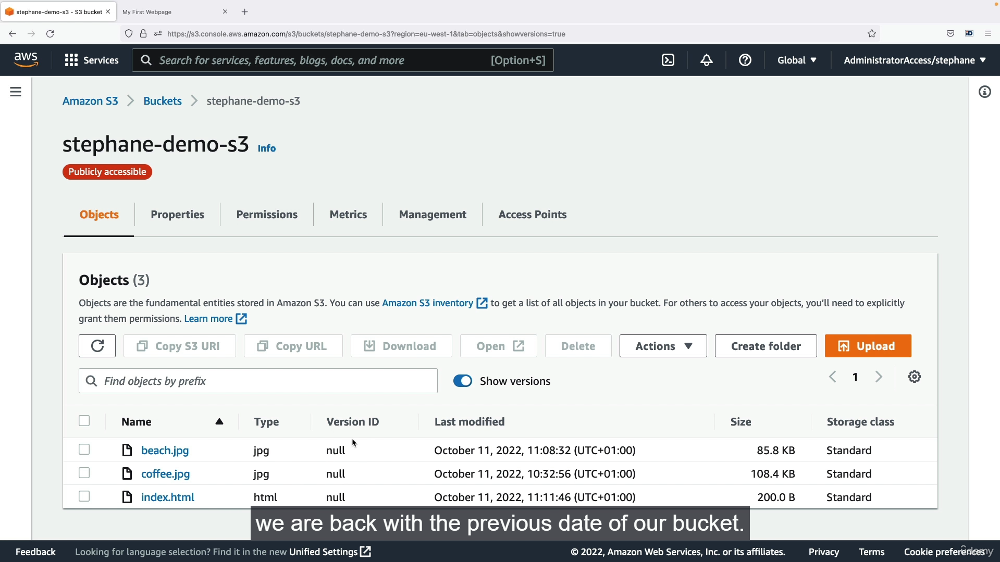 stephane-demo-s3 - S3 bucket
My First Webpage
https://s3.console.aws.amazon.com/s3/buckets/stephane-demo-s3?region=eu-west-1&tab=objects&showversions=true
aws Services Search for services, features, blogs, docs, and more [Option+S] Global AdministratorAccess/stephane
Amazon S3 > Buckets > stephane-demo-s3
stephane-demo-s3 Info
Publicly accessible
Objects Properties Permissions Metrics Management Access Points
Objects (3)
Objects are the fundamental entities stored in Amazon S3. You can use Amazon S3 inventory to get a list of all objects in your bucket. For others to access your objects, you'll need to explicitly
grant them permissions. Learn more
Copy S3 URI Copy URL Download Open Delete Actions Create folder Upload
Find objects by prefix Show versions 1
Name Type Version ID Last modified Size Storage class
beach.jpg jpg null October 11, 2022, 11:08:32 (UTC+01:00) 85.8 KB Standard
coffee.jpg jpg null October 11, 2022, 10:32:56 (UTC+01:00) 108.4 KB Standard
index.html html null October 11, 2022, 11:11:46 (UTC+01:00) 200.0 B Standard
we are back with the previous date of our bucket.
Feedback Looking for language selection? Find it in the new Unified Settings © 2022, Amazon Web Services, Inc. or its affiliates. Privacy Terms Cookie preferences
udemy